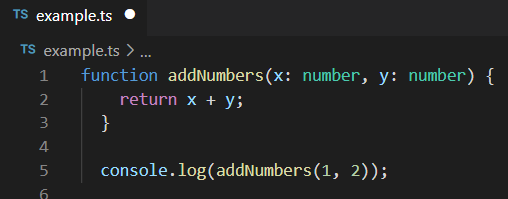 TS example.ts
TS example.ts > ...
1 function addNumbers(x: number, y: number) {
2 return x + y;
3 }
4
5 console.log(addNumbers(1, 2));
6